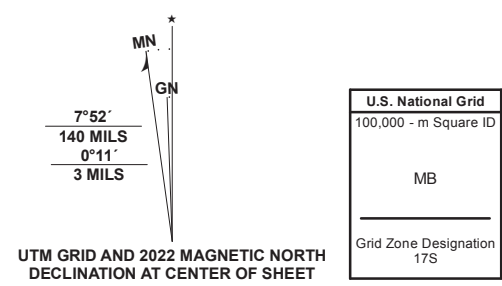 ★
MN
GN
7°52´
140 MILS
0°11´
3 MILS
UTM GRID AND 2022 MAGNETIC NORTH
DECLINATION AT CENTER OF SHEET
U.S. National Grid
100,000 - m Square ID
MB
Grid Zone Designation
17S